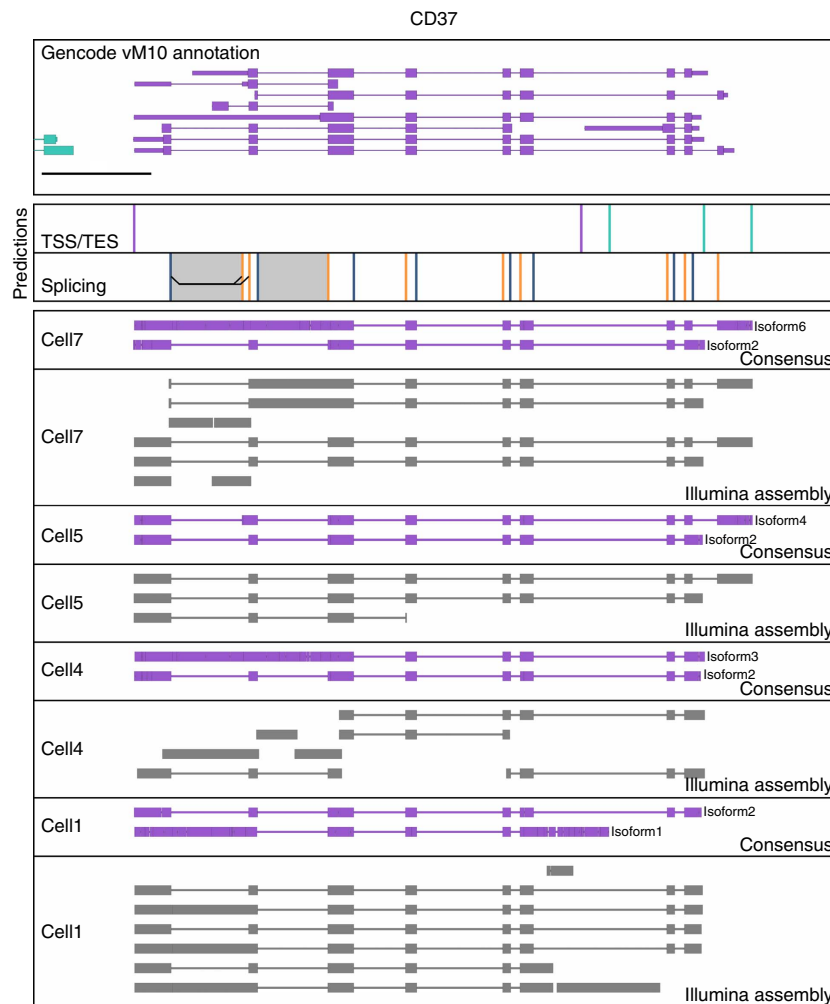 CD37
Gencode vM10 annotation
Predictions
TSS/TES
Splicing
Cell7
Isoform6
Isoform2
Consensus
Cell7
Illumina assembly
Cell5
Isoform4
Isoform2
Consensus
Cell5
Illumina assembly
Cell4
Isoform3
Isoform2
Consensus
Cell4
Illumina assembly
Cell1
Isoform2
Isoform1
Consensus
Cell1
Illumina assembly